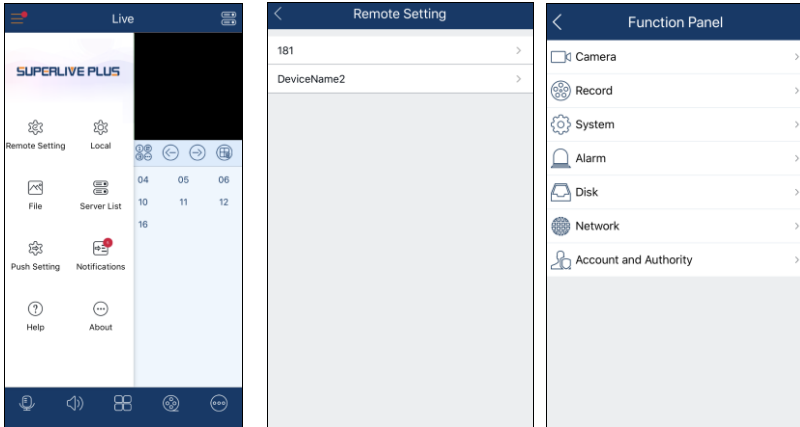 Live
SUPERLIVE PLUS
Remote Setting Local
File Server List
Push Setting Notifications
Help About
04 05 06
10 11 12
16
Remote Setting
181
DeviceName2
Function Panel
Camera
Record
System
Alarm
Disk
Network
Account and Authority